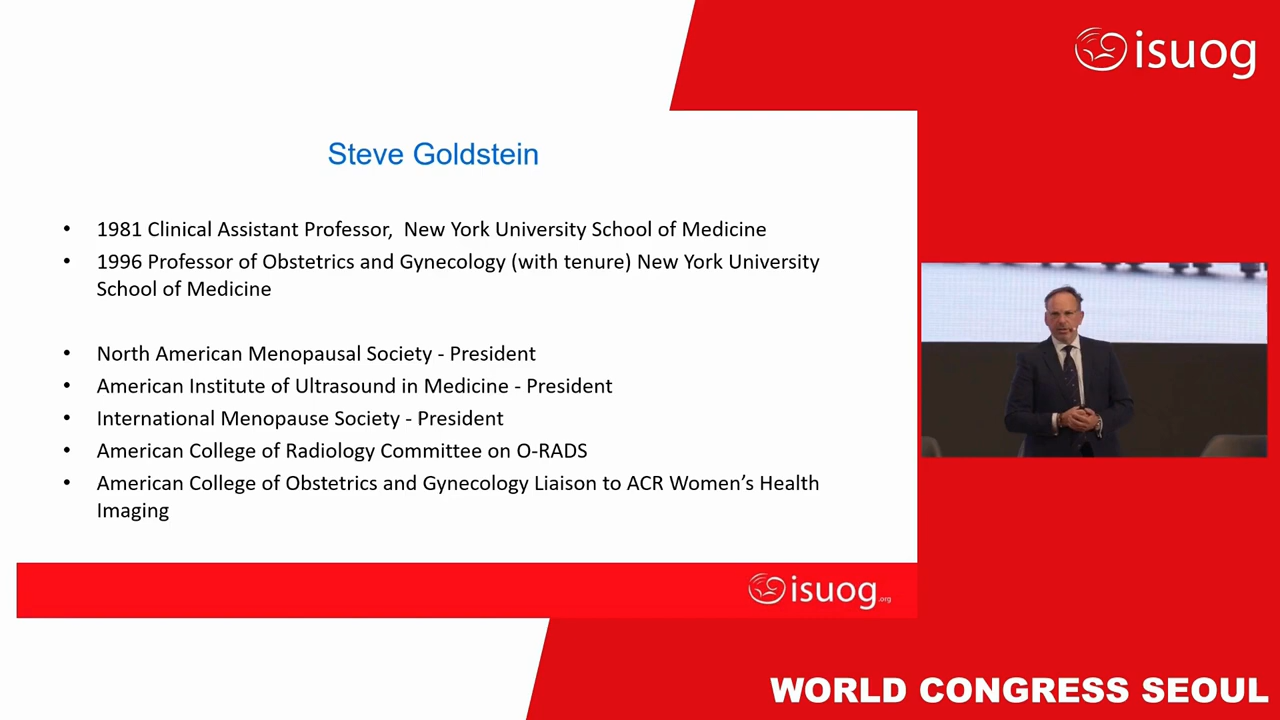 isuog
Steve Goldstein
• 1981 Clinical Assistant Professor, New York University School of Medicine
• 1996 Professor of Obstetrics and Gynecology (with tenure) New York University
School of Medicine
• North American Menopausal Society - President
• American Institute of Ultrasound in Medicine - President
• International Menopause Society - President
• American College of Radiology Committee on O-RADS
• American College of Obstetrics and Gynecology Liaison to ACR Women’s Health
Imaging
isuog.org
WORLD CONGRESS SEOUL